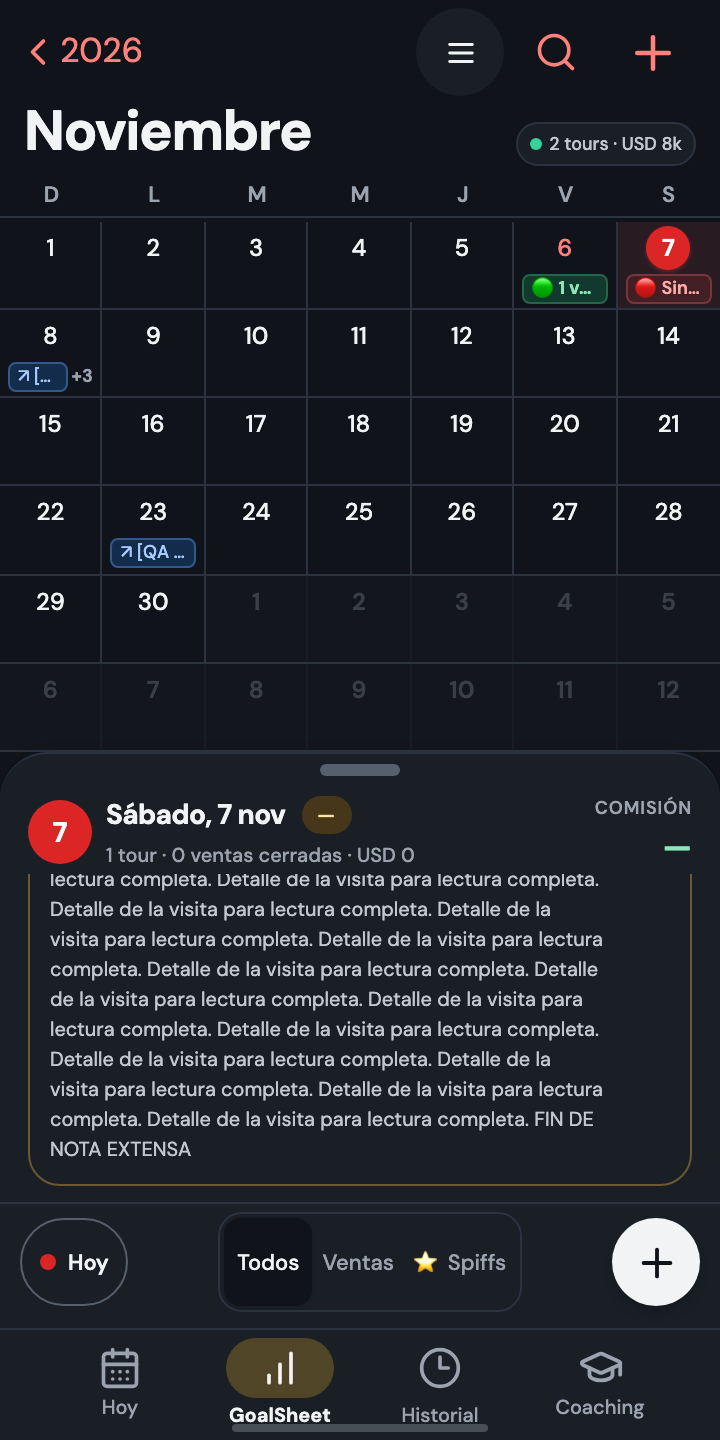 2026
Noviembre
2 tours · USD 8k
D L M M J V S
1 2 3 4 5 6 7
1 v... Sin...
8 9 10 11 12 13 14
[... +3
15 16 17 18 19 20 21
22 23 24 25 26 27 28
[QA ...
29 30 1 2 3 4 5
6 7 8 9 10 11 12
7
Sábado, 7 nov —
COMISIÓN
1 tour · 0 ventas cerradas · USD 0
—
lectura completa. Detalle de la visita para lectura completa.
Detalle de la visita para lectura completa. Detalle de la
visita para lectura completa. Detalle de la visita para lectura
completa. Detalle de la visita para lectura completa. Detalle
de la visita para lectura completa. Detalle de la visita para
lectura completa. Detalle de la visita para lectura completa.
Detalle de la visita para lectura completa. Detalle de la
visita para lectura completa. Detalle de la visita para lectura
completa. Detalle de la visita para lectura completa. FIN DE
NOTA EXTENSA
Hoy Todos Ventas ⭐ Spiffs
Hoy GoalSheet Historial Coaching